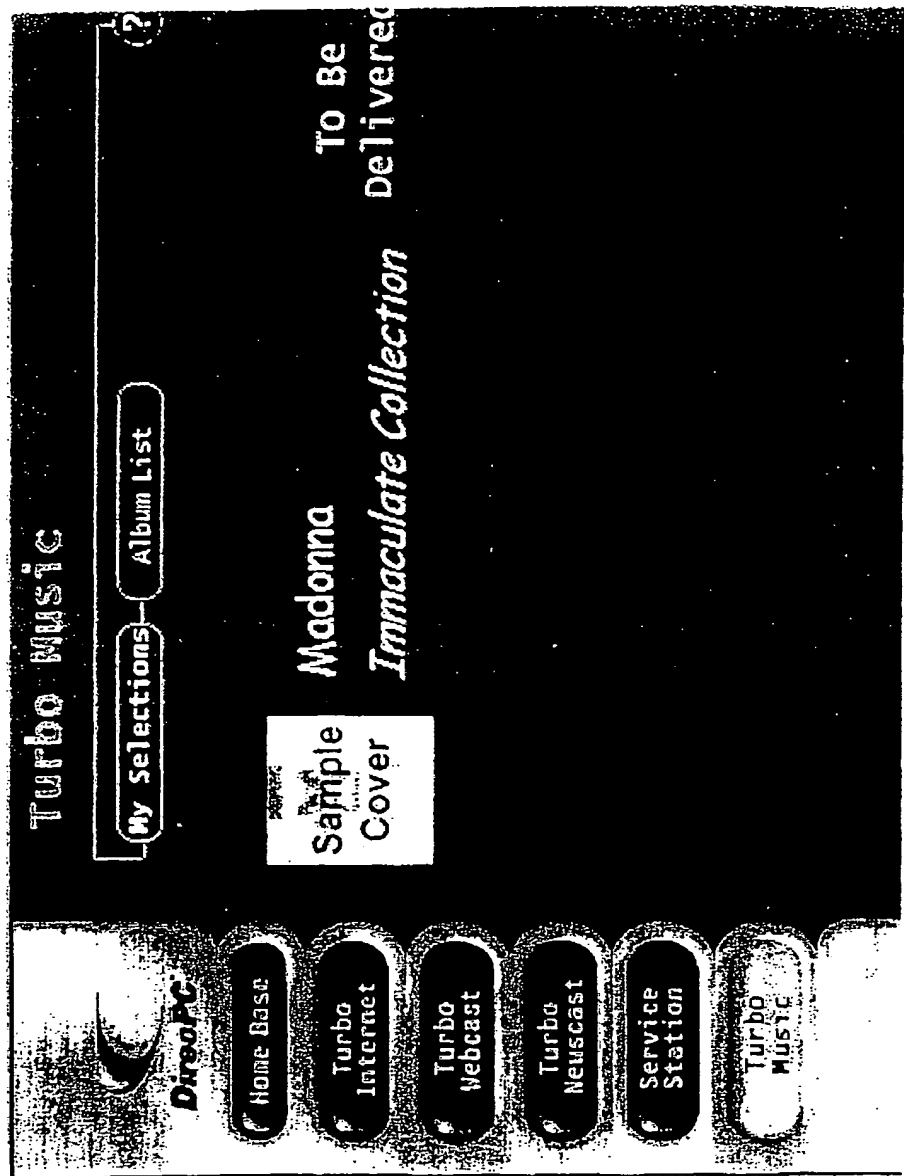 Turbo Music
My Selections
Album List
?
DirecPC
Home Base
Turbo
Internet
Turbo
Webcast
Turbo
Newscast
Service
Station
Turbo
Music
Sample
Cover
Madonna
Immaculate Collection
To Be
Delivered